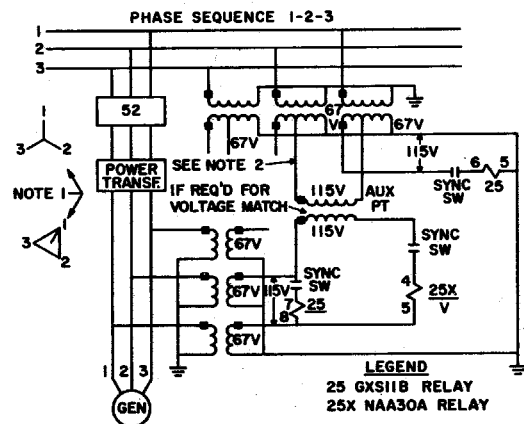 PHASE SEQUENCE 1-2-3
1
2
3
52
67V
67
V
67V
1
3 2
SEE NOTE 2
115V
6 5
SYNC
SW
25
POWER
TRANSF.
NOTE 1
IF REQ'D FOR
VOLTAGE MATCH
115V
AUX
PT
115V
1
3
2
67V
SYNC
SW
67V
115V
SYNC
SW
7
8
25
4
5
25X
V
67V
1 2 3
GEN
LEGEND
25 GXS11B RELAY
25X NAA30A RELAY